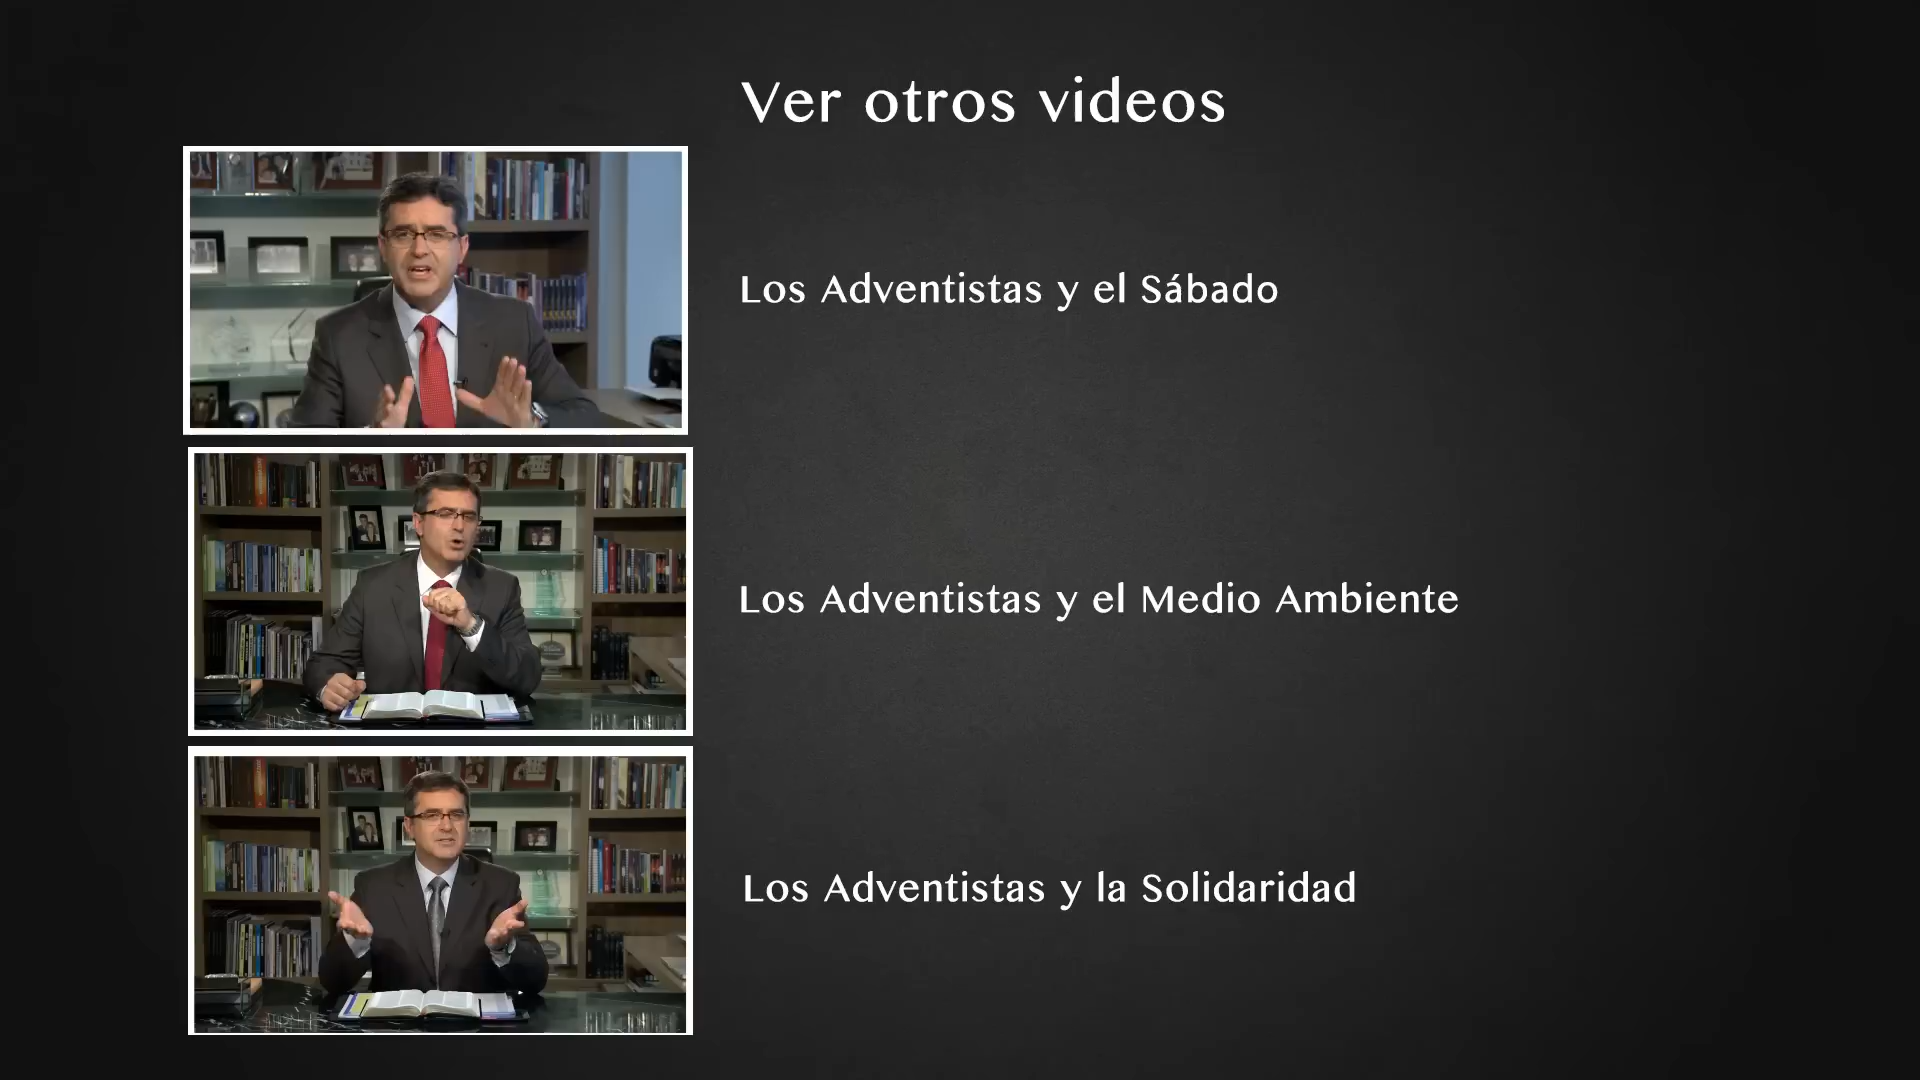 Ver otros videos
Los Adventistas y el Sábado
Los Adventistas y el Medio Ambiente
Los Adventistas y la Solidaridad